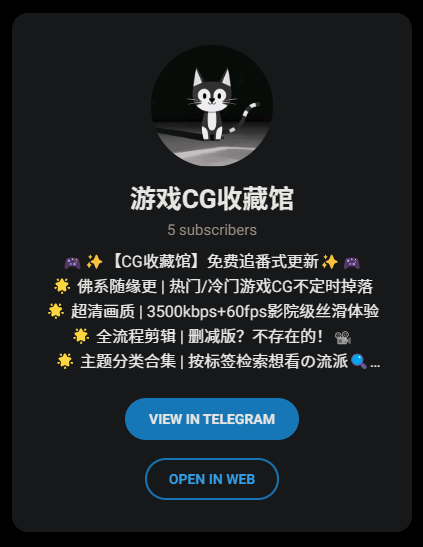 游戏CG收藏馆
5 subscribers
🎮 ✨ 【CG收藏馆】免费追番式更新✨ 🎮
🌟 佛系随缘更 | 热门/冷门游戏CG不定时掉落
🌟 超清画质 | 3500kbps+60fps影院级丝滑体验
🌟 全流程剪辑 | 删减版？不存在的！ 📽
🌟 主题分类合集 | 按标签检索想看の流派🔍...
VIEW IN TELEGRAM
OPEN IN WEB